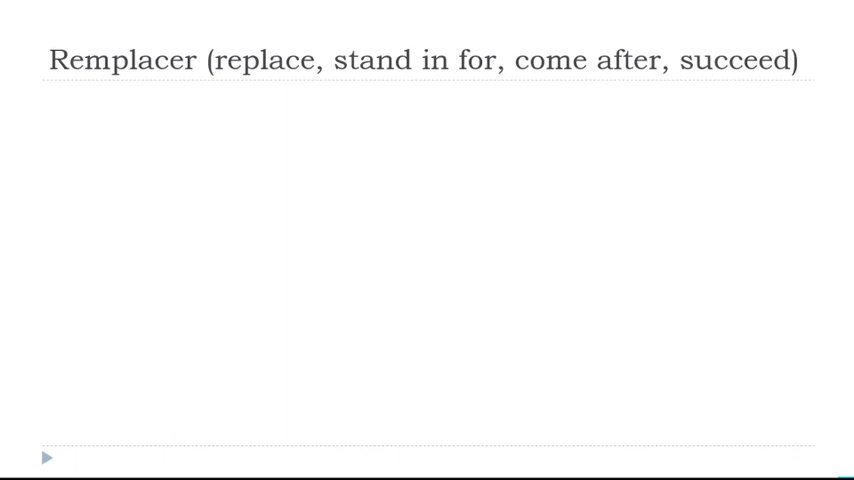 Remplacer (replace, stand in for, come after, succeed)